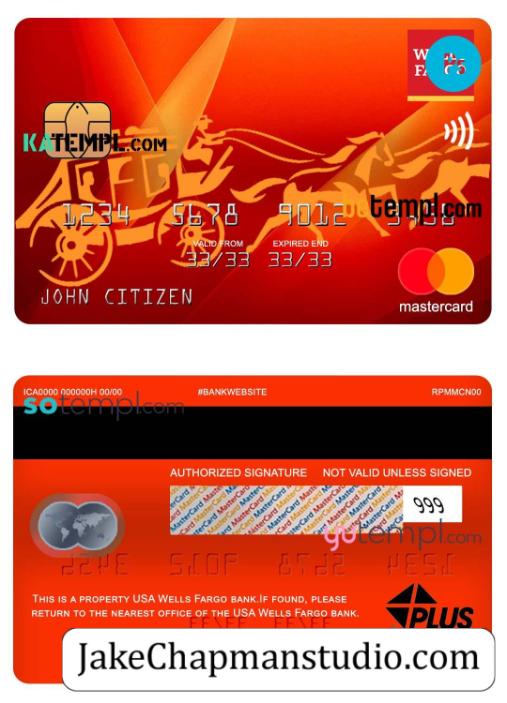 KATEMPL.COM
1234 5678 9012 3456
templ.com
VALID FROM EXPIRED END
33/33 33/33
JOHN CITIZEN
mastercard
ICA0000 000000H 00/00 #BANKWEBSITE RPMMCN00
sotempl.com
AUTHORIZED SIGNATURE NOT VALID UNLESS SIGNED
MasterCard MasterCard MasterCard
999
gotempl.com
THIS IS A PROPERTY USA WELLS FARGO BANK.IF FOUND, PLEASE
RETURN TO THE NEAREST OFFICE OF THE USA WELLS FARGO BANK.
PLUS
JakeChapmanstudio.com